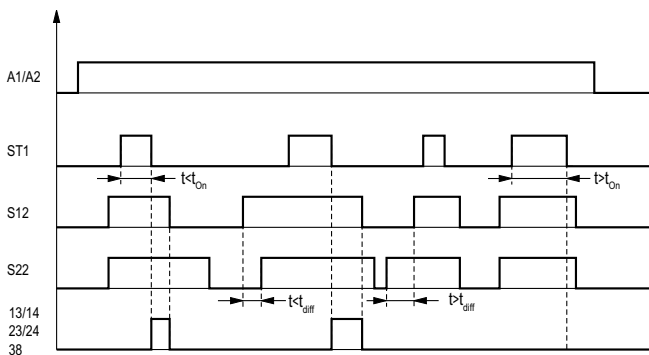 A1/A2
ST1
t<tOn
t>tOn
S12
S22
t<tdiff
t>tdiff
13/14
23/24
38